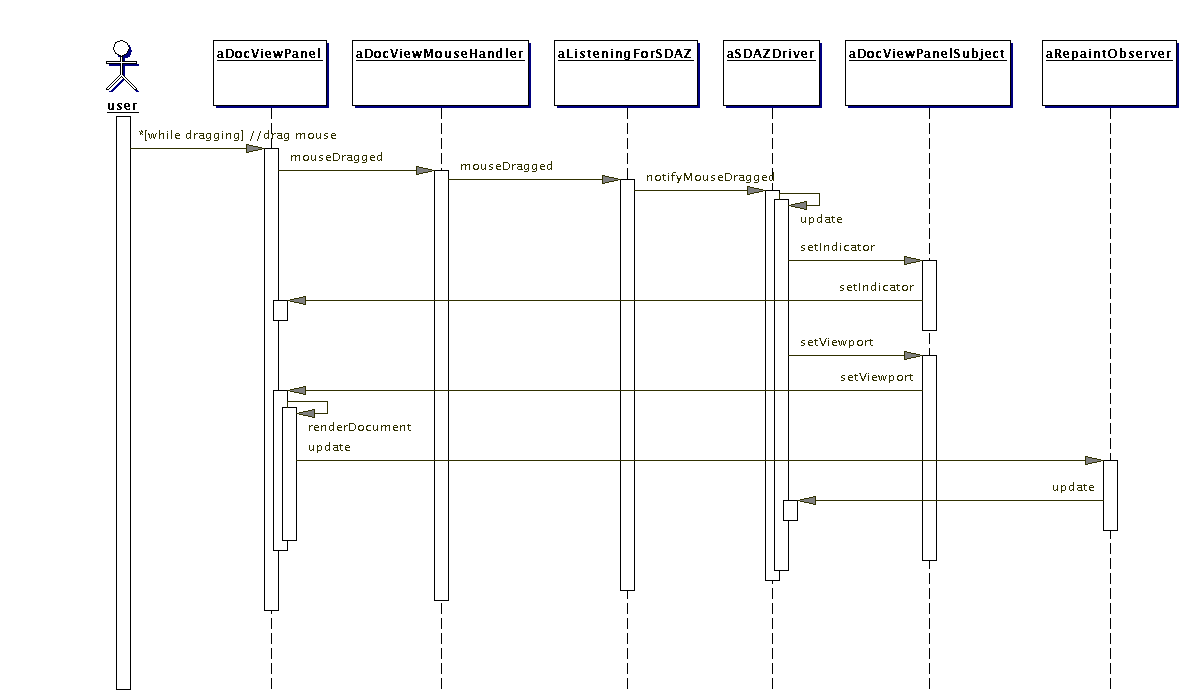 aDocViewPanel
aDocViewMouseHandler
aListeningForSDAZ
aSDAZDriver
aDocViewPanelSubject
aRepaintObserver
user
*[while dragging] //drag mouse
mouseDragged
mouseDragged
notifyMouseDragged
update
setIndicator
setIndicator
setViewport
setViewport
renderDocument
update
update